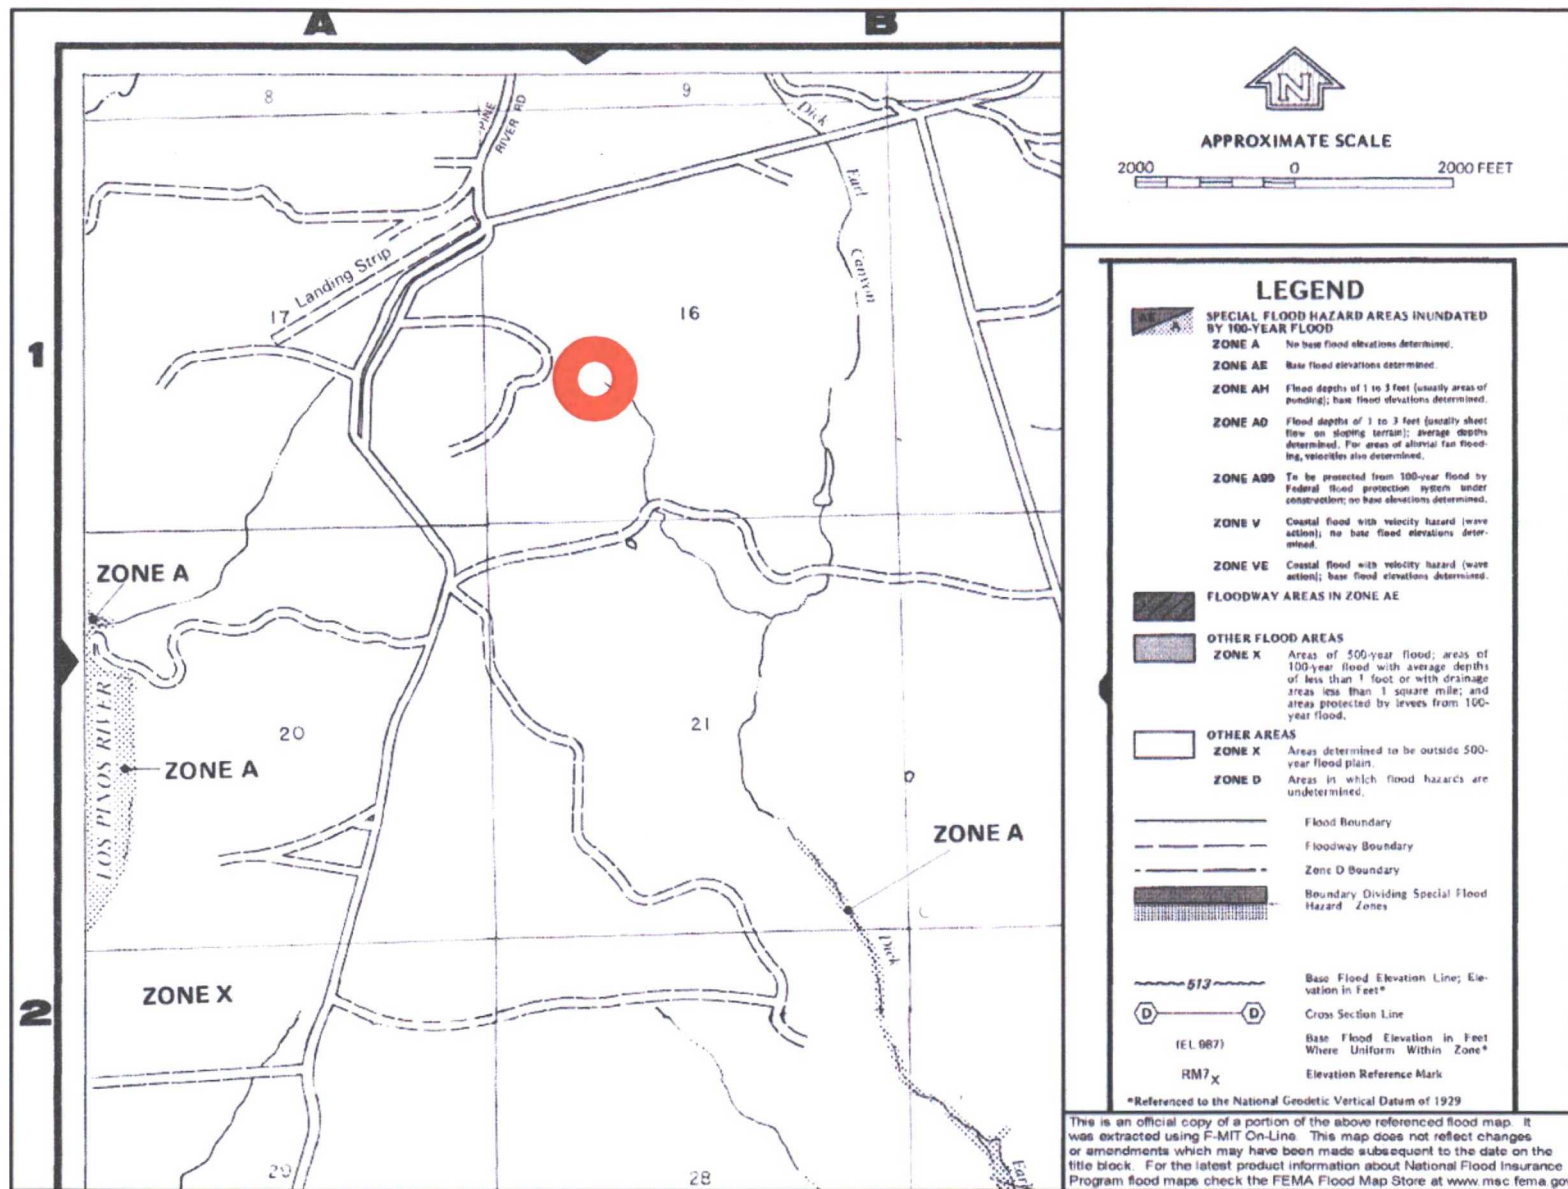 A
B
8
9
PINE
RIVER RD
Dick
Earl
Canyon
Landing Strip
17
16
1
ZONE A
LOS PINOS RIVER
ZONE A
20
21
ZONE A
Dick
2
ZONE X
29
28
Earl
N
APPROXIMATE SCALE
2000 0 2000 FEET
LEGEND
AE
A
SPECIAL FLOOD HAZARD AREAS INUNDATED
BY 100-YEAR FLOOD
ZONE A No base flood elevations determined.
ZONE AE Base flood elevations determined.
ZONE AH Flood depths of 1 to 3 feet (usually areas of
ponding); base flood elevations determined.
ZONE AO Flood depths of 1 to 3 feet (usually sheet
flow on sloping terrain); average depths
determined. For areas of alluvial fan flood-
ing, velocities also determined.
ZONE A99 To be protected from 100-year flood by
Federal flood protection system under
construction; no base elevations determined.
ZONE V Coastal flood with velocity hazard (wave
action); no base flood elevations deter-
mined.
ZONE VE Coastal flood with velocity hazard (wave
action); base flood elevations determined.
FLOODWAY AREAS IN ZONE AE
OTHER FLOOD AREAS
ZONE X Areas of 500-year flood; areas of
100-year flood with average depths
of less than 1 foot or with drainage
areas less than 1 square mile; and
areas protected by levees from 100-
year flood.
OTHER AREAS
ZONE X Areas determined to be outside 500-
year flood plain.
ZONE D Areas in which flood hazards are
undetermined.
Flood Boundary
Floodway Boundary
Zone D Boundary
Boundary Dividing Special Flood
Hazard Zones
513 Base Flood Elevation Line; Ele-
vation in Feet*
D D Cross Section Line
(EL 987) Base Flood Elevation in Feet
Where Uniform Within Zone*
RM7X Elevation Reference Mark
*Referenced to the National Geodetic Vertical Datum of 1929
This is an official copy of a portion of the above referenced flood map. It
was extracted using F-MIT On-Line. This map does not reflect changes
or amendments which may have been made subsequent to the date on the
title block. For the latest product information about National Flood Insurance
Program flood maps check the FEMA Flood Map Store at www.msc.fema.gov